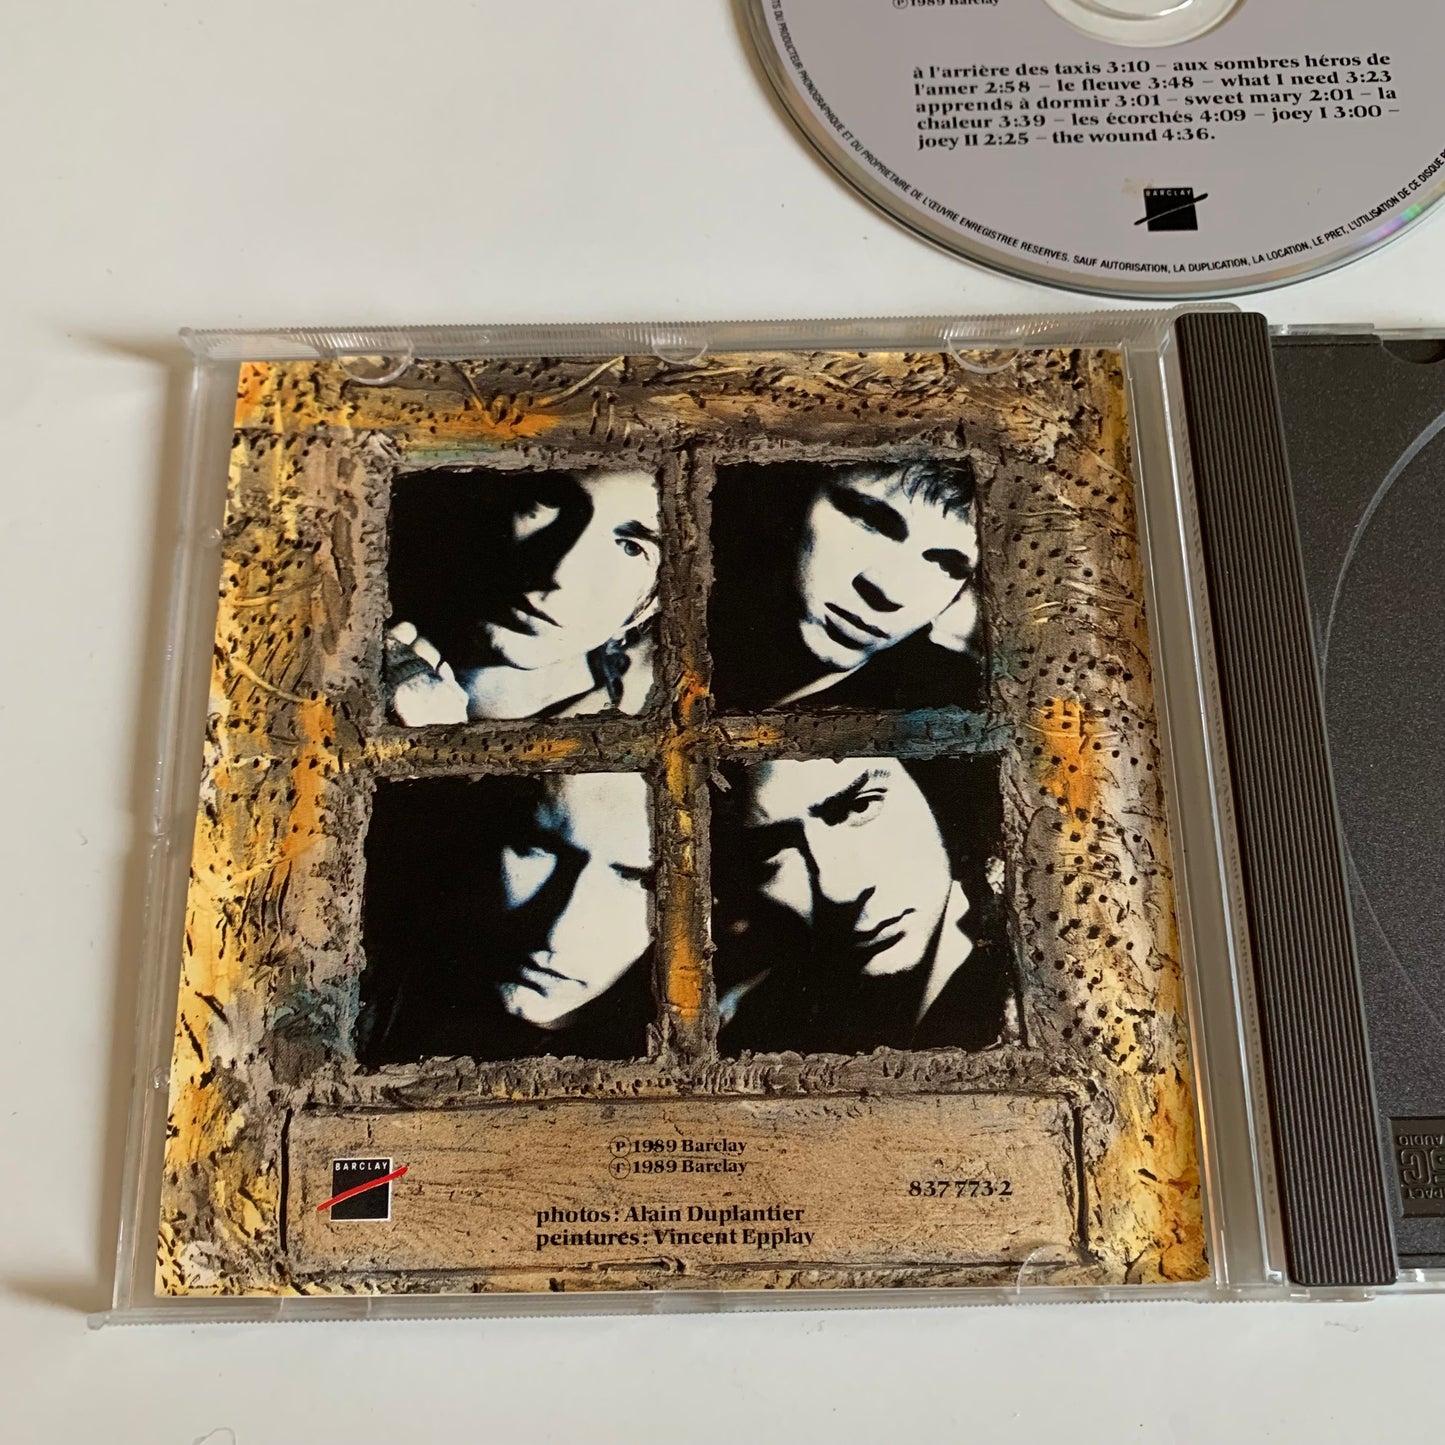 ℗1989 Barclay
à l'arrière des taxis 3:10 – aux sombres héros de
l'amer 2:58 – le fleuve 3:48 – what I need 3:23
apprends à dormir 3:01 – sweet mary 2:01 – la
chaleur 3:39 – les écorchés 4:09 – joey I 3:00 –
joey II 2:25 – the wound 4:36.
BARCLAY
DU PRODUCTEUR PHONOGRAPHIQUE ET DU PROPRIETAIRE DE L'ŒUVRE ENREGISTREE RESERVES. SAUF AUTORISATION, LA DUPLICATION, LA LOCATION, LE PRET, L'UTILISATION DE CE DISQUE
℗1989 Barclay
1989 Barclay
BARCLAY
837 773-2
photos : Alain Duplantier
peintures : Vincent Epplay
AUDIO